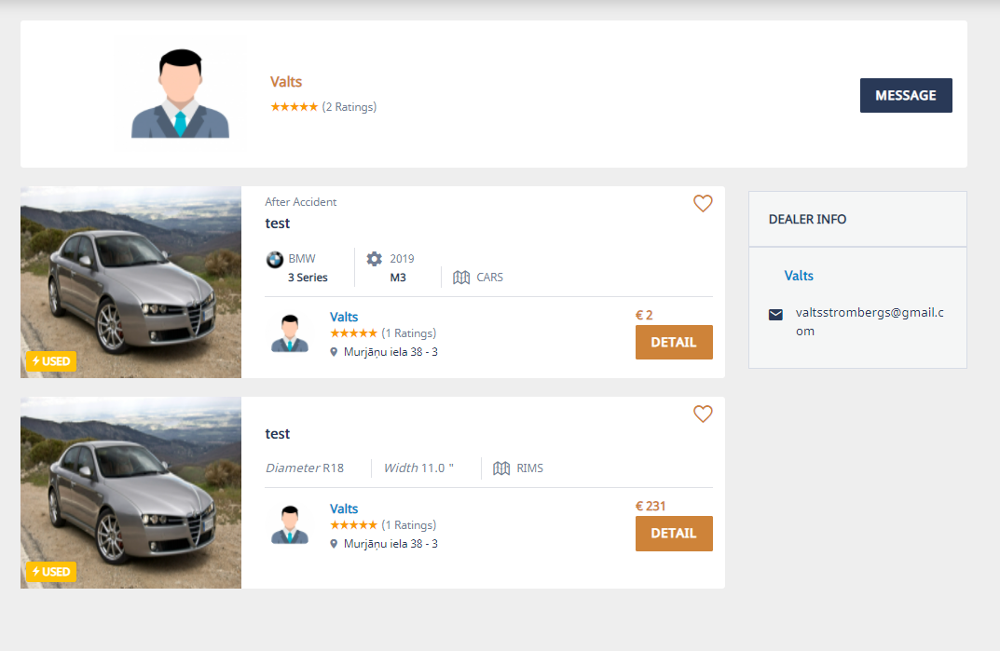 Valts
(2 Ratings)
MESSAGE
After Accident
test
BMW
3 Series
2019
M3
CARS
Valts
(1 Ratings)
Murjāņu iela 38 - 3
€ 2
DETAIL
USED
DEALER INFO
Valts
valtsstrombergs@gmail.c
om
test
Diameter R18
Width 11.0 "
RIMS
Valts
(1 Ratings)
Murjāņu iela 38 - 3
€ 231
DETAIL
USED